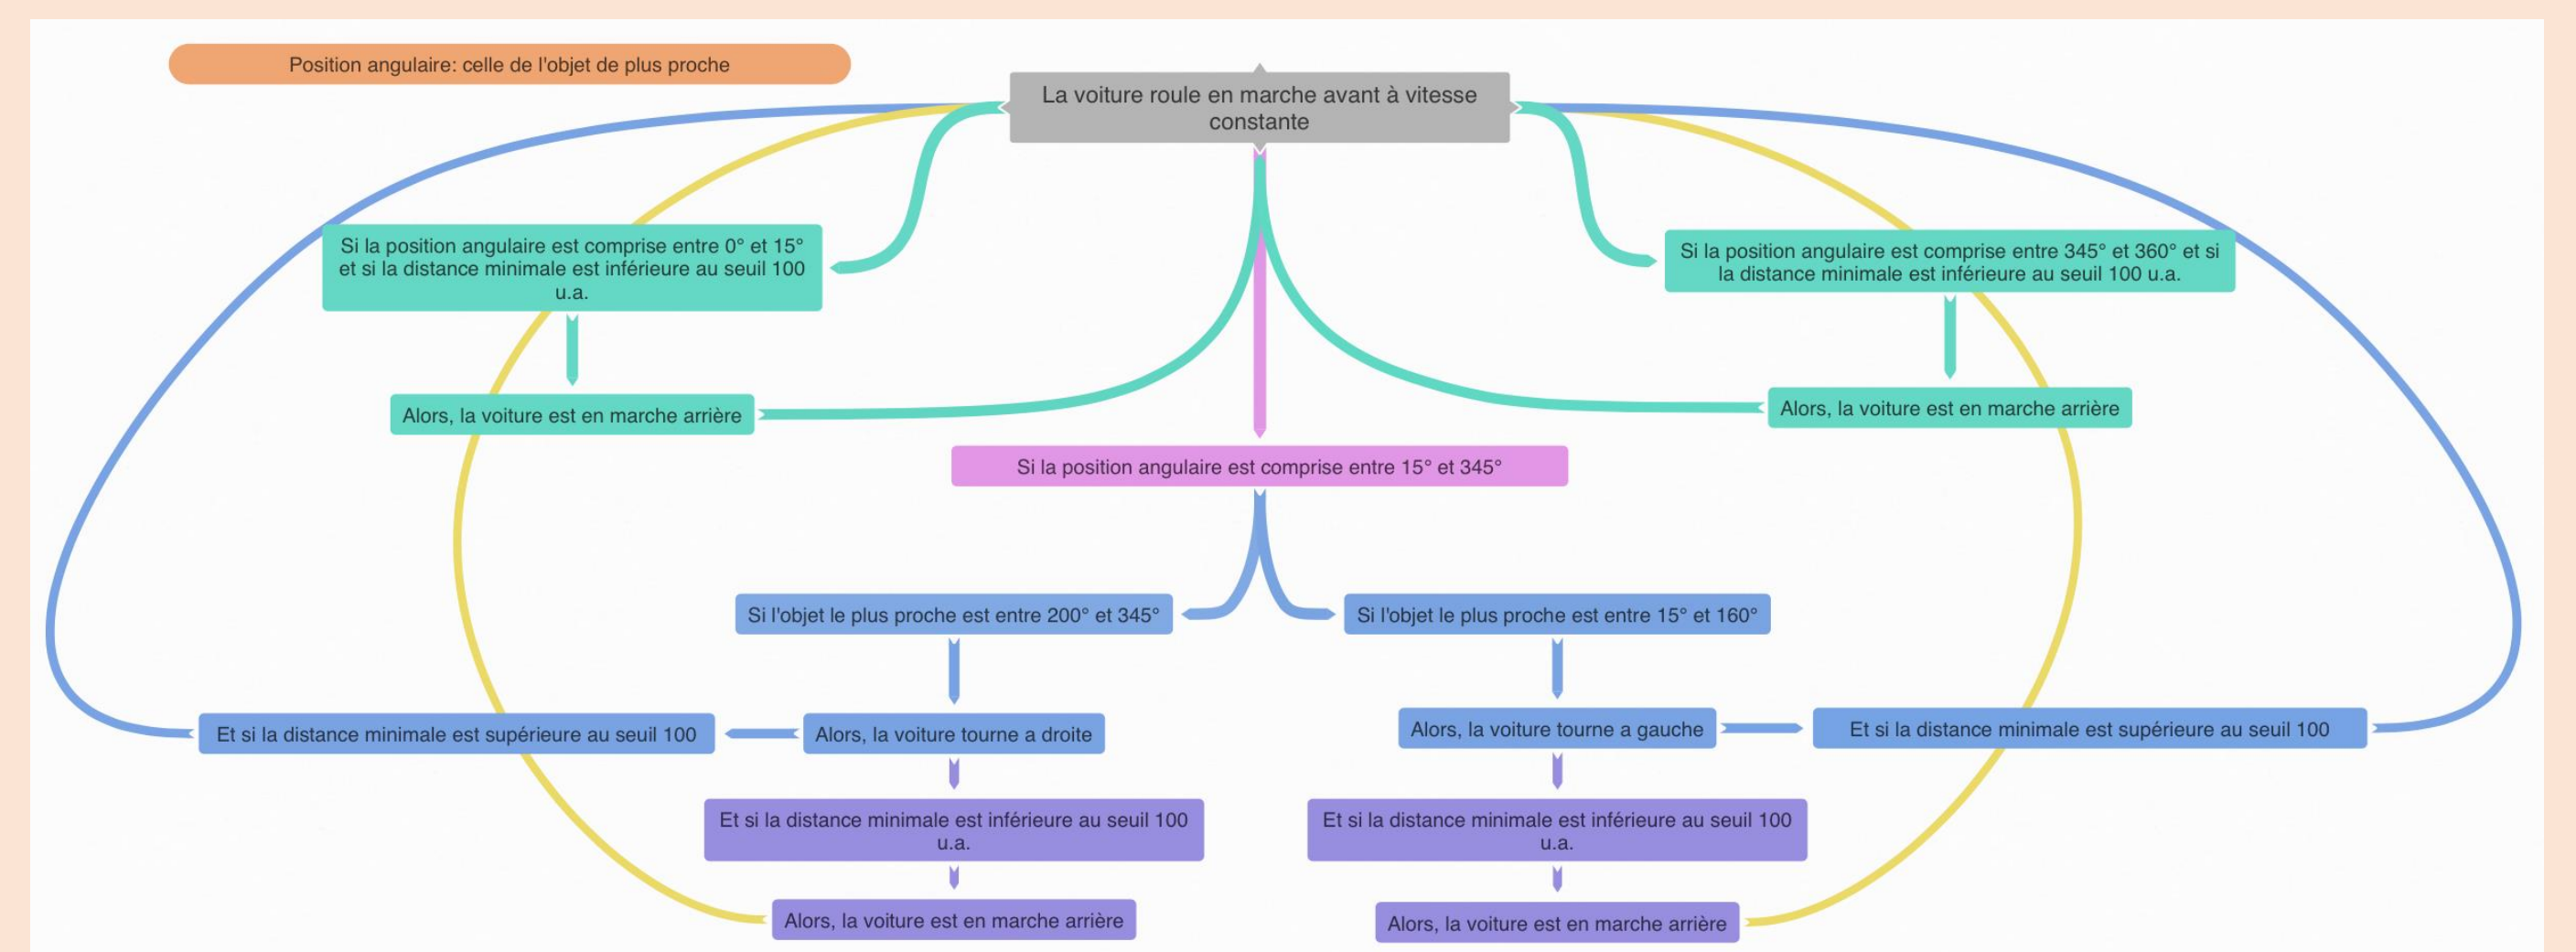 Position angulaire: celle de l'objet de plus proche
La voiture roule en marche avant à vitesse
constante
Si la position angulaire est comprise entre 0° et 15°
et si la distance minimale est inférieure au seuil 100
u.a.
Si la position angulaire est comprise entre 345° et 360° et si
la distance minimale est inférieure au seuil 100 u.a.
Alors, la voiture est en marche arrière
Alors, la voiture est en marche arrière
Si la position angulaire est comprise entre 15° et 345°
Si l'objet le plus proche est entre 200° et 345°
Si l'objet le plus proche est entre 15° et 160°
Et si la distance minimale est supérieure au seuil 100
Alors, la voiture tourne a droite
Alors, la voiture tourne a gauche
Et si la distance minimale est supérieure au seuil 100
Et si la distance minimale est inférieure au seuil 100
u.a.
Et si la distance minimale est inférieure au seuil 100
u.a.
Alors, la voiture est en marche arrière
Alors, la voiture est en marche arrière